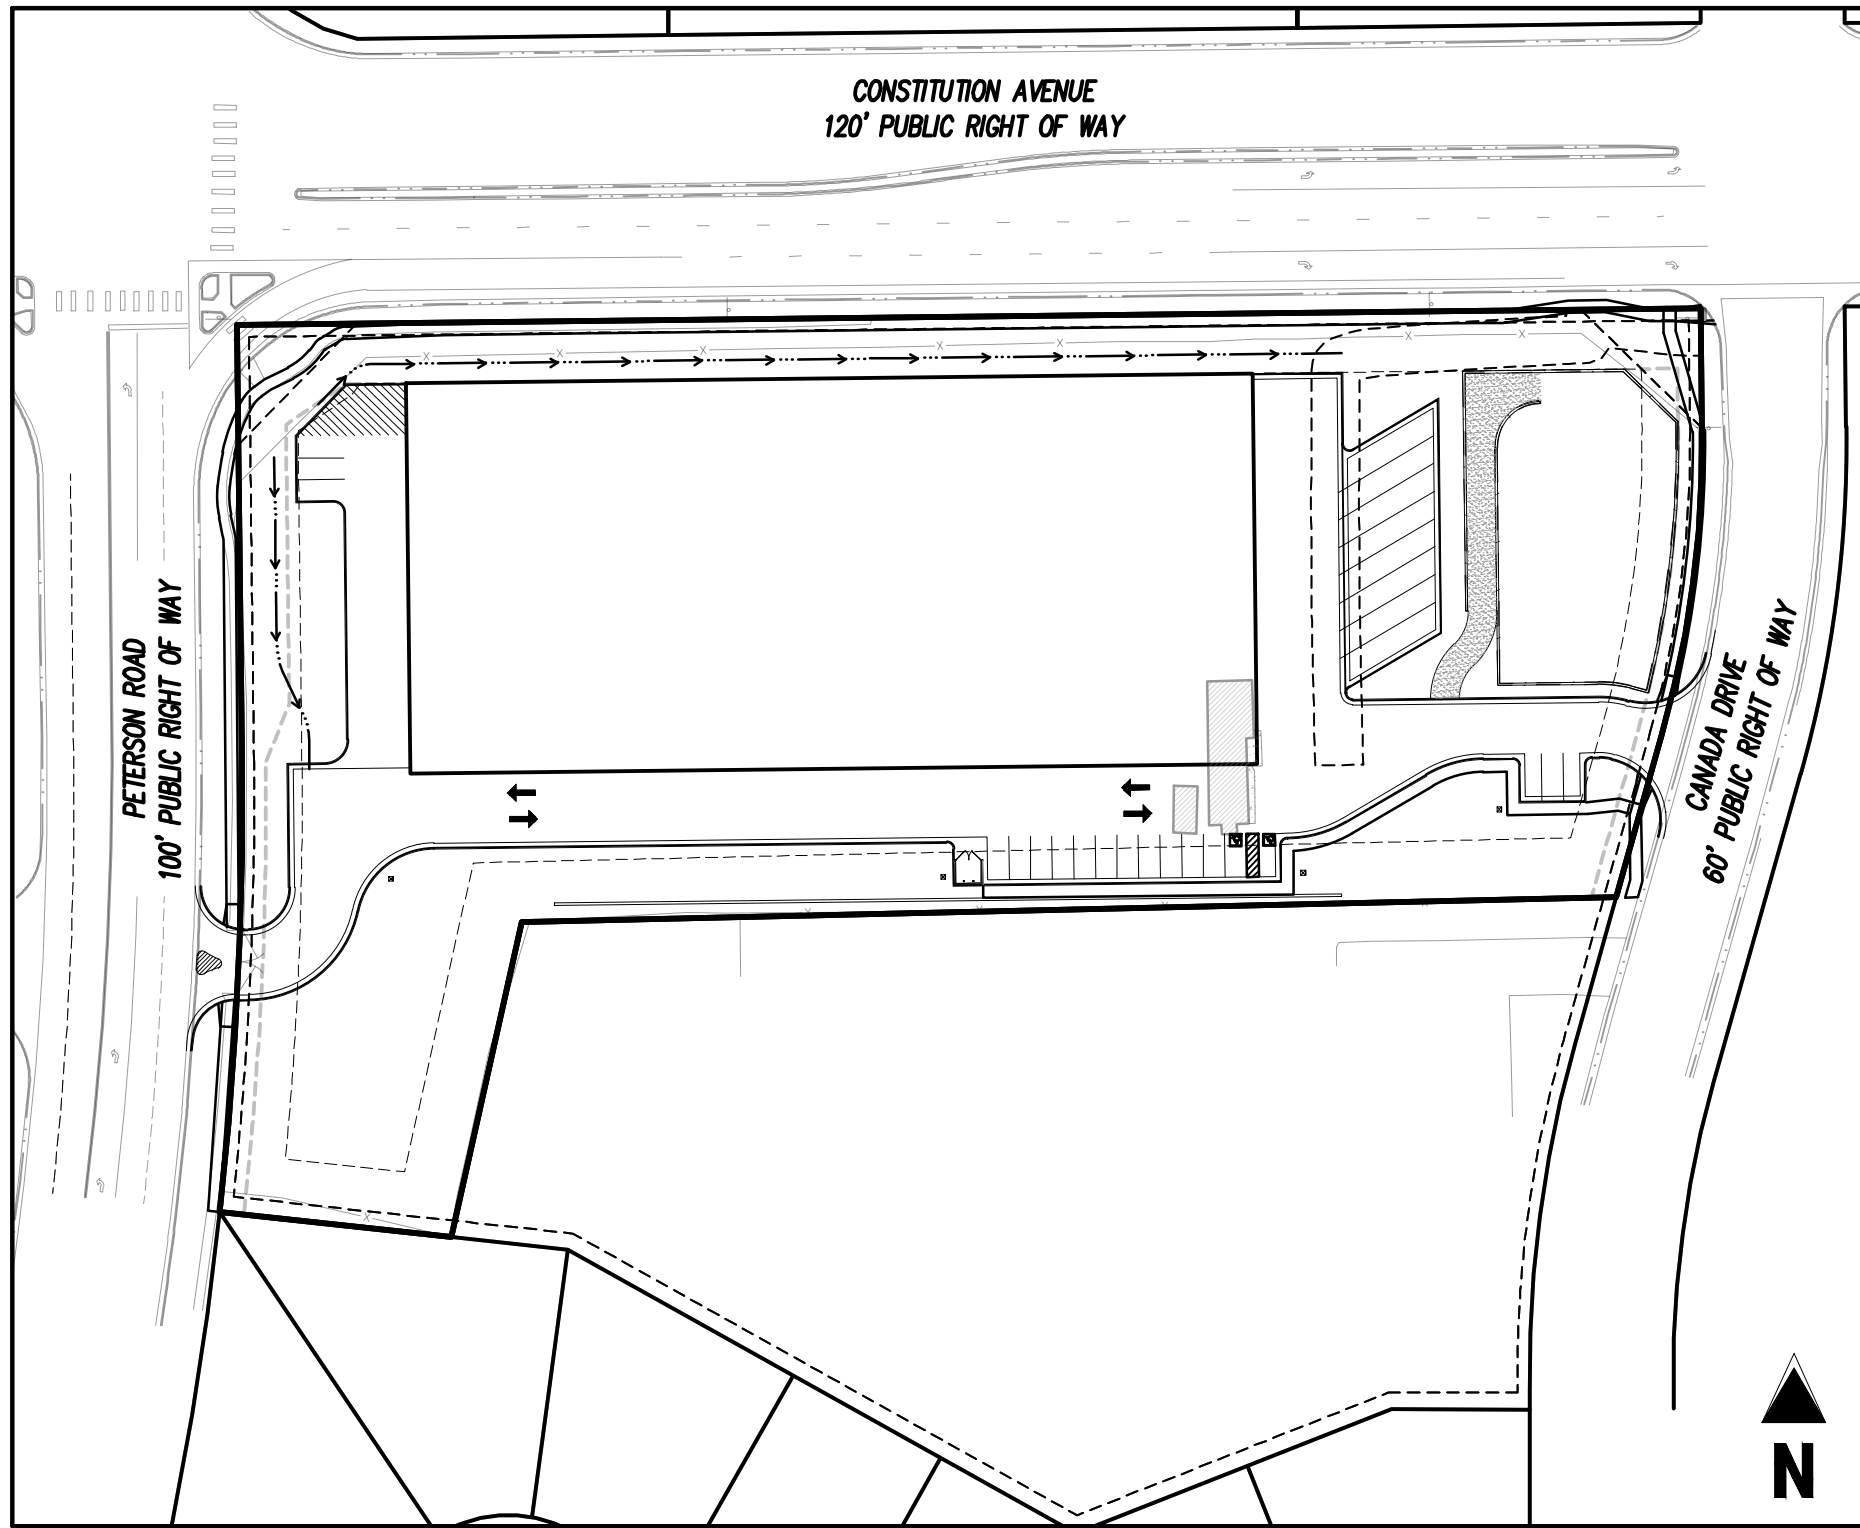 CONSTITUTION AVENUE
120' PUBLIC RIGHT OF WAY
PETERSON ROAD
100' PUBLIC RIGHT OF WAY
CANADA DRIVE
60' PUBLIC RIGHT OF WAY
N